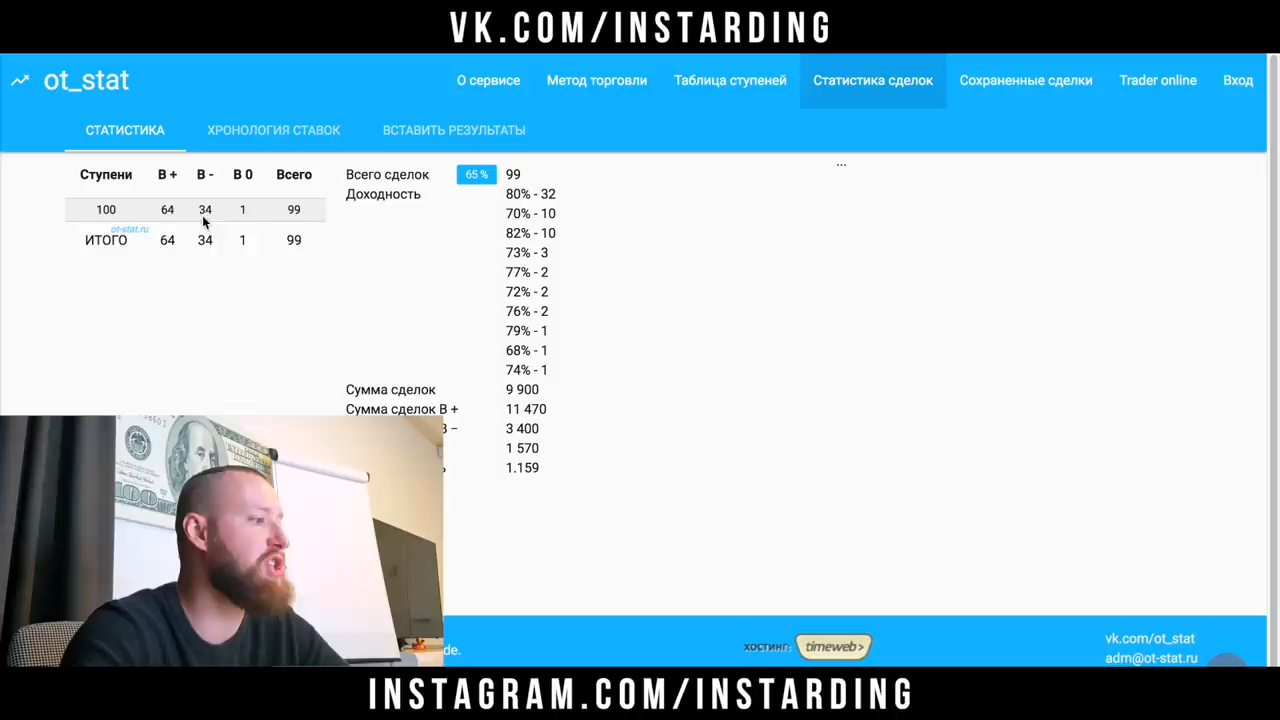 VK.COM/INSTARDING
ot_stat
О сервисе Метод торговли Таблица ступеней Статистика сделок Сохраненные сделки Trader online Вход
СТАТИСТИКА ХРОНОЛОГИЯ СТАВОК ВСТАВИТЬ РЕЗУЛЬТАТЫ
Ступени В + В - В 0 Всего
100 64 34 1 99
ot-stat.ru
ИТОГО 64 34 1 99
Всего сделок 65 % 99
Доходность 80% - 32
70% - 10
82% - 10
73% - 3
77% - 2
72% - 2
76% - 2
79% - 1
68% - 1
74% - 1
Сумма сделок 9 900
Сумма сделок В + 11 470
В − 3 400
1 570
1.159
...
de.
ХОСТИНГ: timeweb>
vk.com/ot_stat
adm@ot-stat.ru
INSTAGRAM.COM/INSTARDING